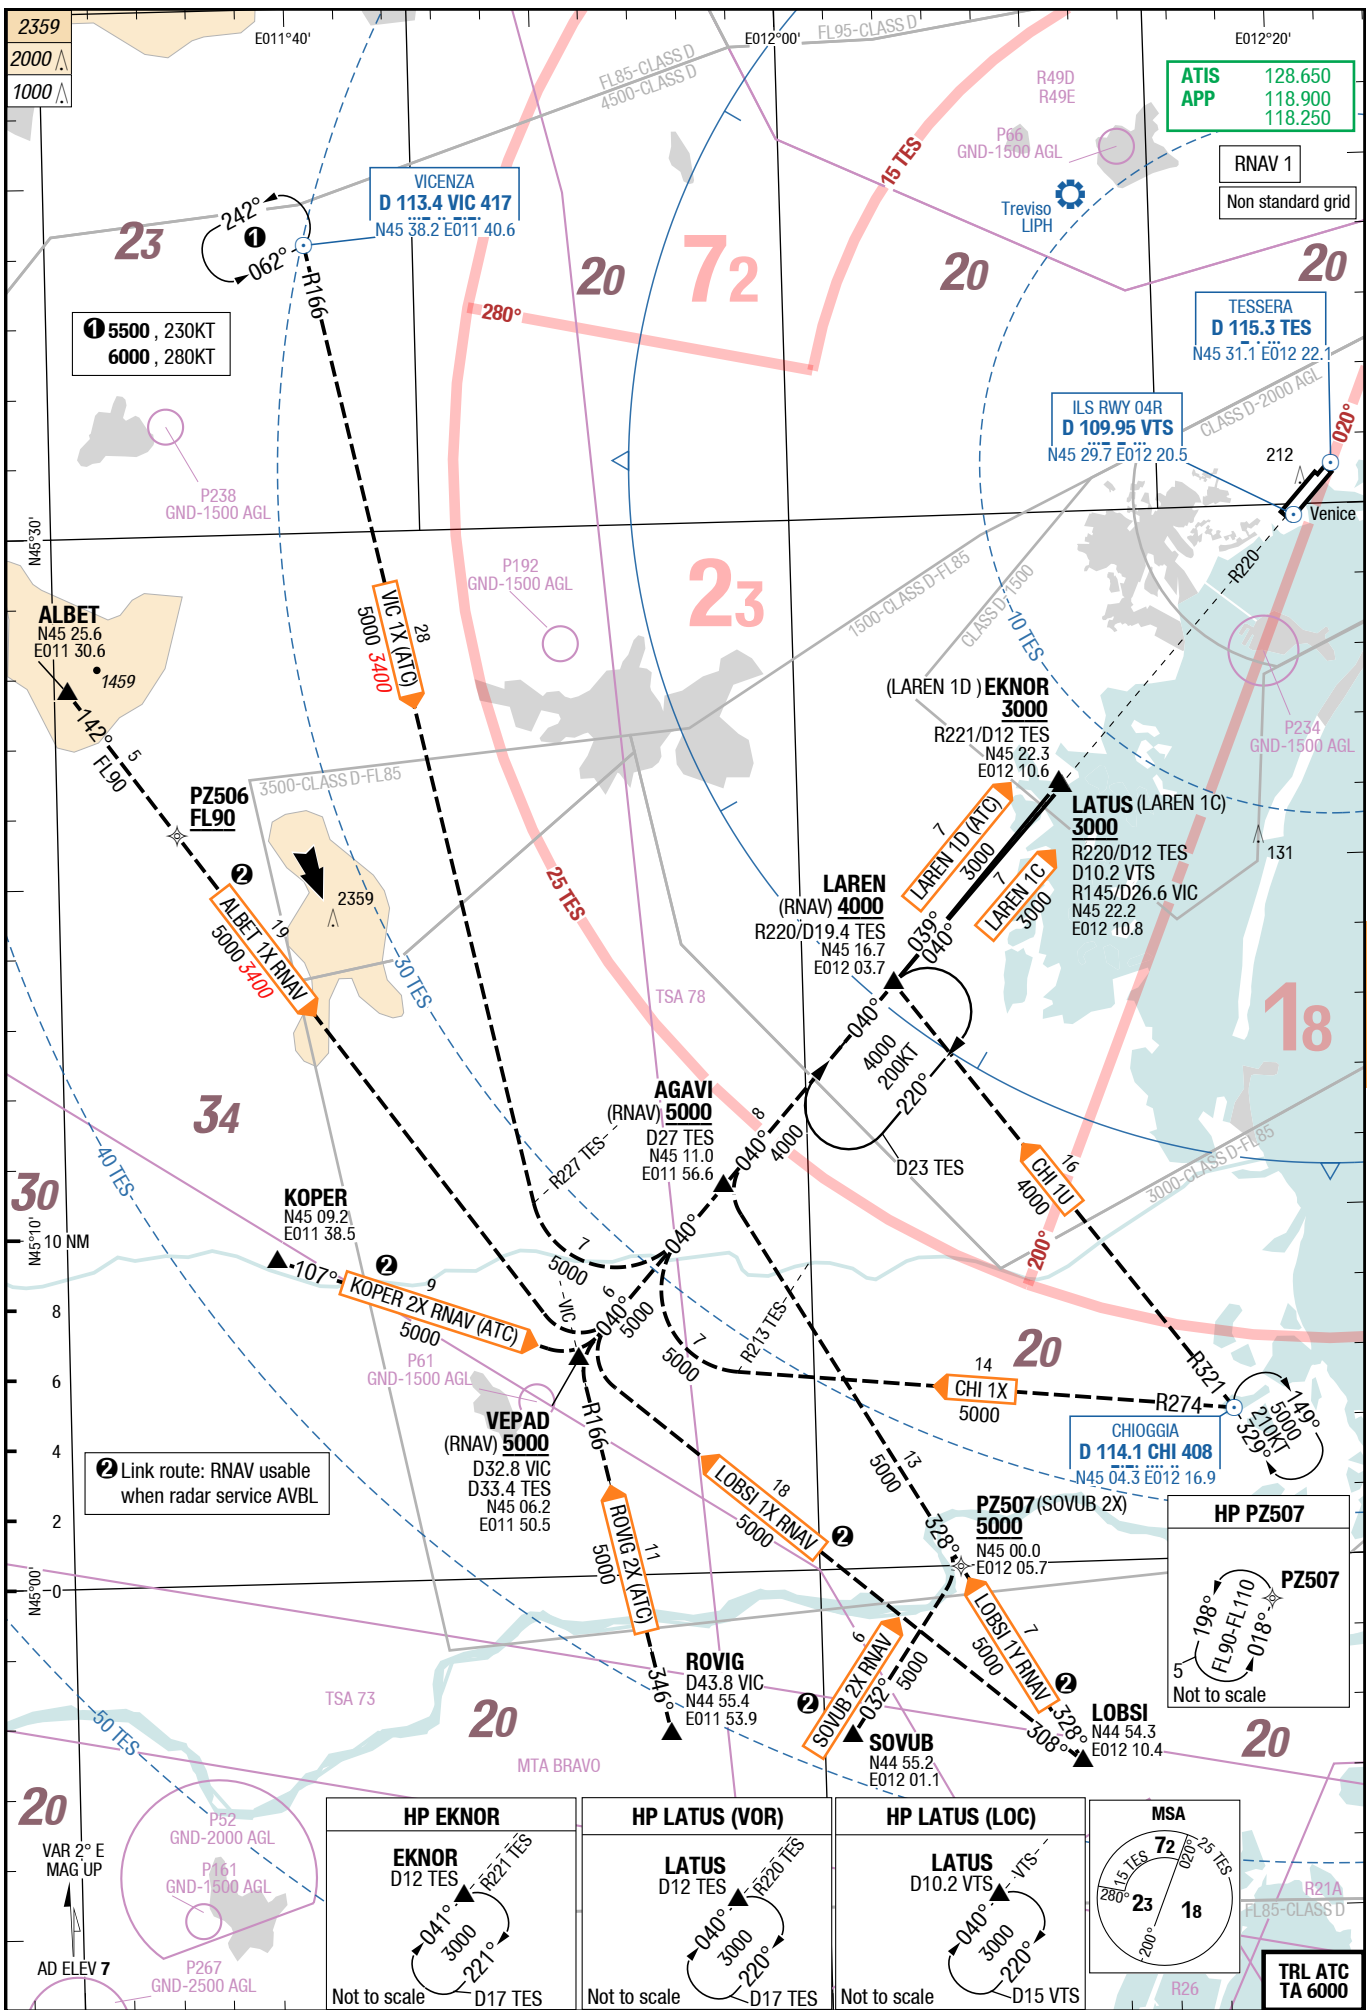 2359
2000
1000
E011°40'
E012°00'
E012°20'
FL95-CLASS D
FL85-CLASS D
4500-CLASS D
R49D
R49E
P66
GND-1500 AGL
ATIS 128.650
APP 118.900
118.250
RNAV 1
Non standard grid
15 TES
Treviso
LIPH
VICENZA
D 113.4 VIC 417
N45 38.2 E011 40.6
242°
1
062°
R166
23
20
72
20
20
280°
1 5500 , 230KT
6000 , 280KT
TESSERA
D 115.3 TES
N45 31.1 E012 22.1
CLASS D-2000 AGL
020°
ILS RWY 04R
D 109.95 VTS
N45 29.7 E012 20.5
212
Venice
P238
GND-1500 AGL
N45°30'
P192
GND-1500 AGL
23
1500-CLASS D-FL85
CLASS D-1500
10 TES
R220
ALBET
N45 25.6
E011 30.6
1459
142°
5
FL90
28
VIC 1X (ATC)
5000 3400
P234
GND-1500 AGL
(LAREN 1D ) EKNOR
3000
R221/D12 TES
N45 22.3
E012 10.6
3500-CLASS D-FL85
PZ506
FL90
LATUS (LAREN 1C)
3000
R220/D12 TES
D10.2 VTS
R145/D26.6 VIC
N45 22.2
E012 10.8
131
7
LAREN 1D (ATC)
3000
7
LAREN 1C
3000
2
2359
19
ALBET 1X RNAV
5000 3400
25 TES
30 TES
LAREN
(RNAV) 4000
R220/D19.4 TES
N45 16.7
E012 03.7
039°
040°
TSA 78
040°
4000
200KT
220°
D23 TES
18
34
AGAVI
(RNAV) 5000
D27 TES
N45 11.0
E011 56.6
8
040°
4000
R227 TES
3000-CLASS D-FL85
16
CHI 1U
4000
40 TES
30
KOPER
N45 09.2
E011 38.5
N45°10'
10 NM
200°
107°
2
9
KOPER 2X RNAV (ATC)
5000
7
5000
040°
VIC
6
040°
5000
R213 TES
7
5000
20
14
CHI 1X
5000
R274
R321
149°
5000
210KT
329°
8
6
4
2
0
P61
GND-1500 AGL
VEPAD
(RNAV) 5000
D32.8 VIC
D33.4 TES
N45 06.2
E011 50.5
R166
CHIOGGIA
D 114.1 CHI 408
N45 04.3 E012 16.9
2 Link route: RNAV usable
when radar service AVBL
18
LOBSI 1X RNAV
5000
2
13
5000
328°
PZ507 (SOVUB 2X)
5000
N45 00.0
E012 05.7
HP PZ507
PZ507
198°
FL90-FL110
018°
5
Not to scale
N45°00'
11
ROVIG 2X (ATC)
5000
7
LOBSI 1Y RNAV
5000
2
328°
308°
6
SOVUB 2X RNAV
5000
2
032°
346°
ROVIG
D43.8 VIC
N44 55.4
E011 53.9
SOVUB
N44 55.2
E012 01.1
LOBSI
N44 54.3
E012 10.4
TSA 73
20
20
50 TES
MTA BRAVO
20
P52
GND-2000 AGL
P161
GND-1500 AGL
VAR 2° E
MAG UP
AD ELEV 7
P267
GND-2500 AGL
HP EKNOR
EKNOR
D12 TES
R221 TES
041°
3000
221°
D17 TES
Not to scale
HP LATUS (VOR)
LATUS
D12 TES
R220 TES
040°
3000
220°
D17 TES
Not to scale
HP LATUS (LOC)
LATUS
D10.2 VTS
VTS
040°
3000
220°
D15 VTS
Not to scale
MSA
72
15 TES
020°
25 TES
280°
23
18
200°
R21A
FL85-CLASS D
R26
TRL ATC
TA 6000